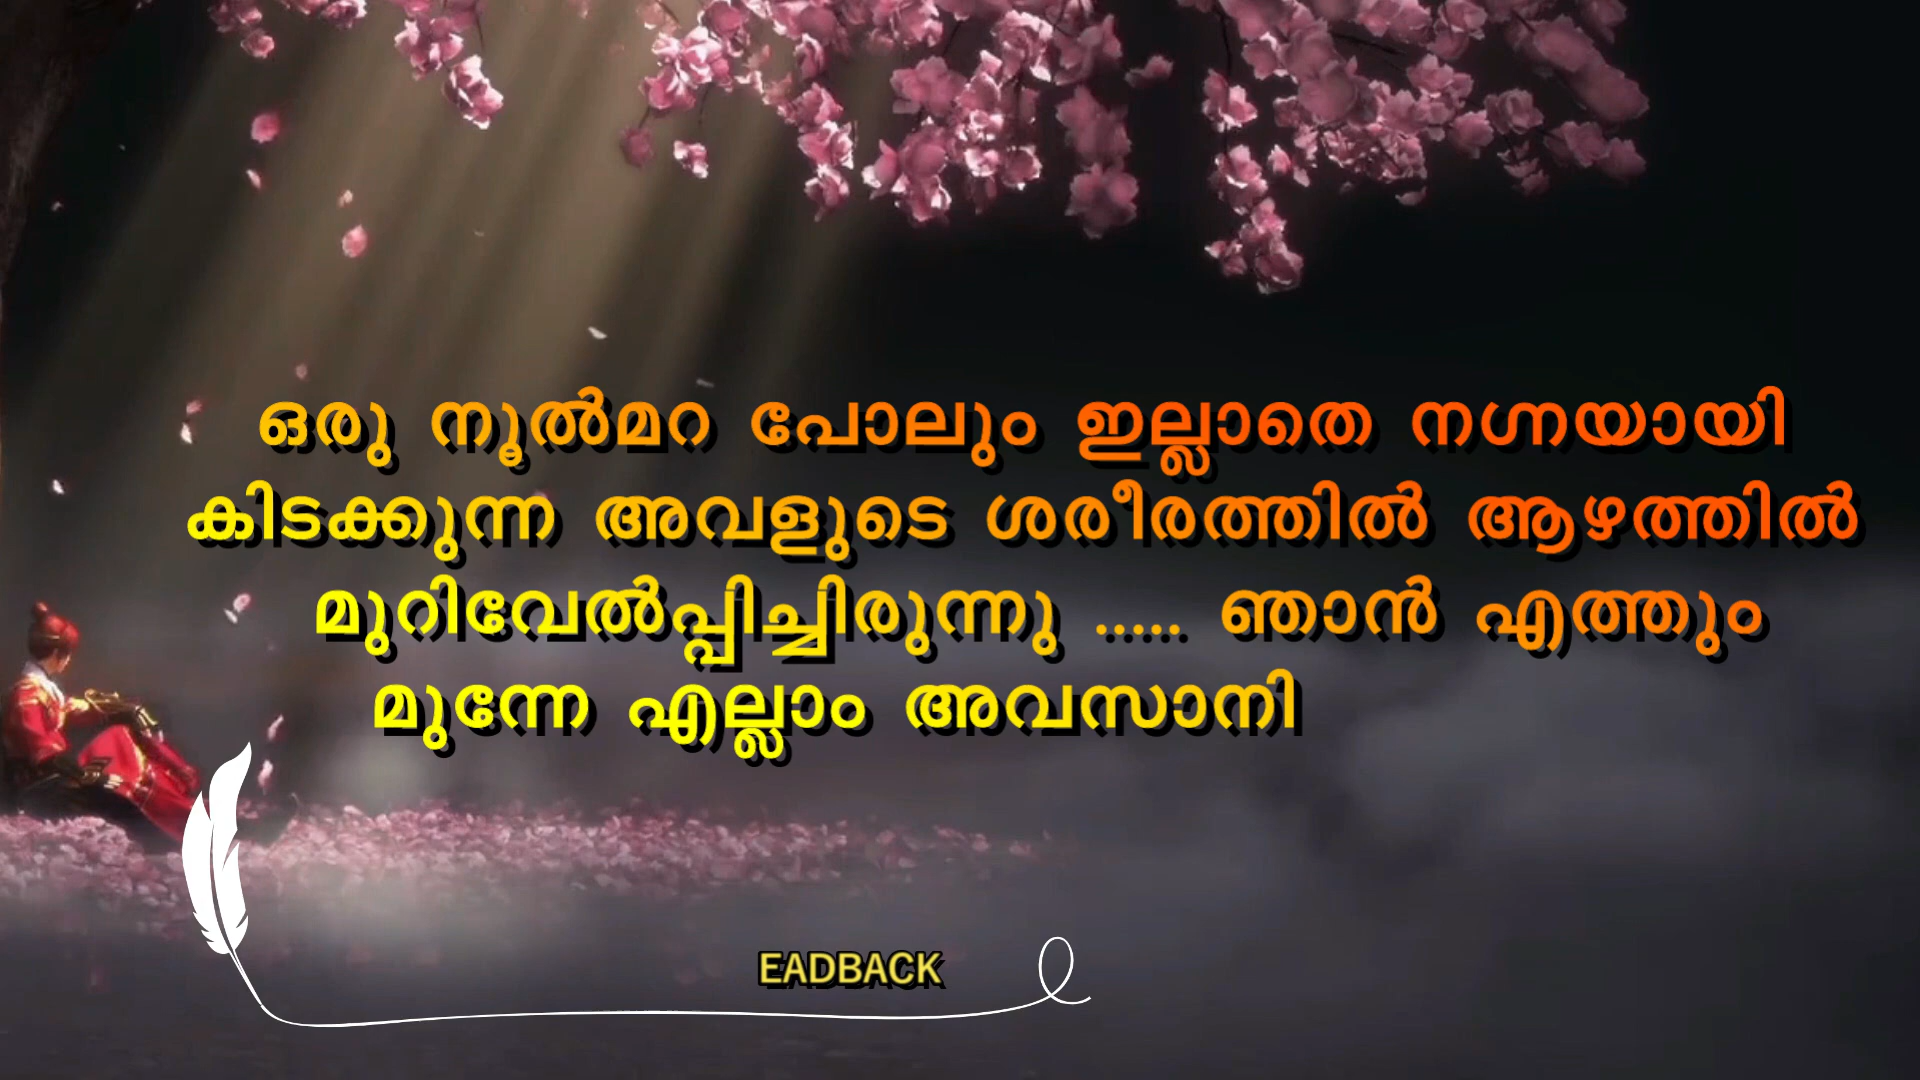 ഒരു നൂൽമറ പോലും ഇല്ലാതെ നഗ്നയായി
കിടക്കുന്ന അവളുടെ ശരീരത്തിൽ ആഴത്തിൽ
മുറിവേൽപ്പിച്ചിരുന്നു ..... ഞാൻ എത്തും
മുന്നേ എല്ലാം അവസാനി
EADBACK